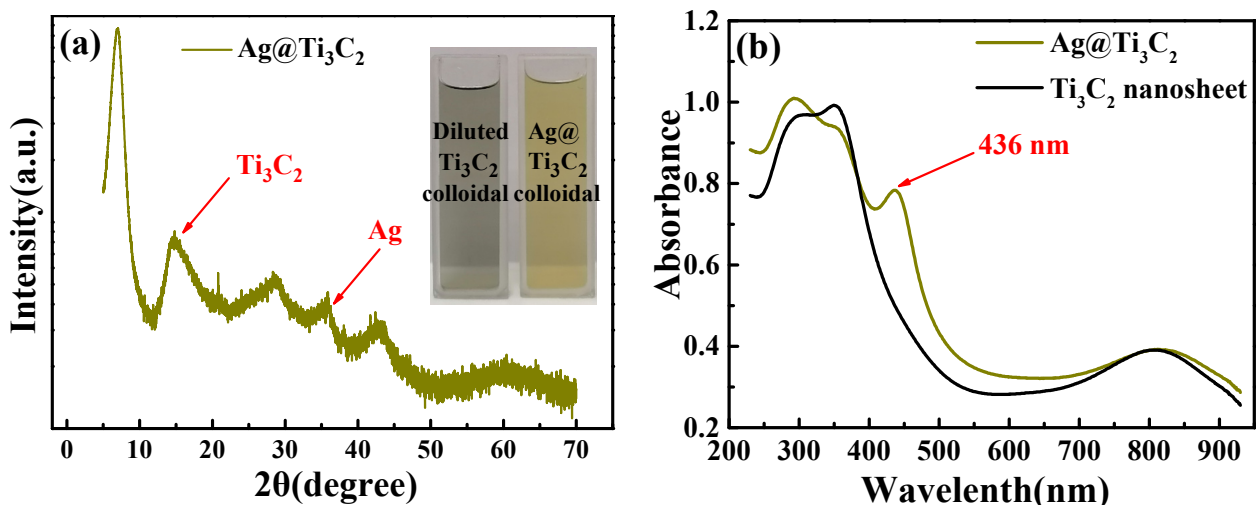 (a)
Ag@Ti₃C₂
Intensity(a.u.)
Ti₃C₂
Ag
Diluted
Ti₃C₂
colloidal
Ag@
Ti₃C₂
colloidal
0 10 20 30 40 50 60 70
2θ(degree)
(b)
Ag@Ti₃C₂
Ti₃C₂ nanosheet
436 nm
Absorbance
1.2
1.0
0.8
0.6
0.4
0.2
200 300 400 500 600 700 800 900
Wavelenth(nm)